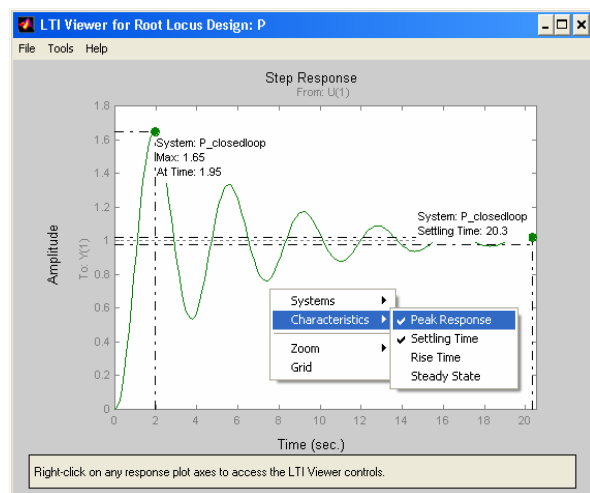 LTI Viewer for Root Locus Design: P
File Tools Help
Step Response
From: U(1)
Amplitude
To: Y(1)
1.8
1.6
1.4
1.2
1
0.8
0.6
0.4
0.2
0
System: P_closedloop
Max: 1.65
At Time: 1.95
System: P_closedloop
Settling Time: 20.3
Systems
Characteristics
Zoom
Grid
Peak Response
Settling Time
Rise Time
Steady State
0 2 4 6 8 10 12 14 16 18 20
Time (sec.)
Right-click on any response plot axes to access the LTI Viewer controls.